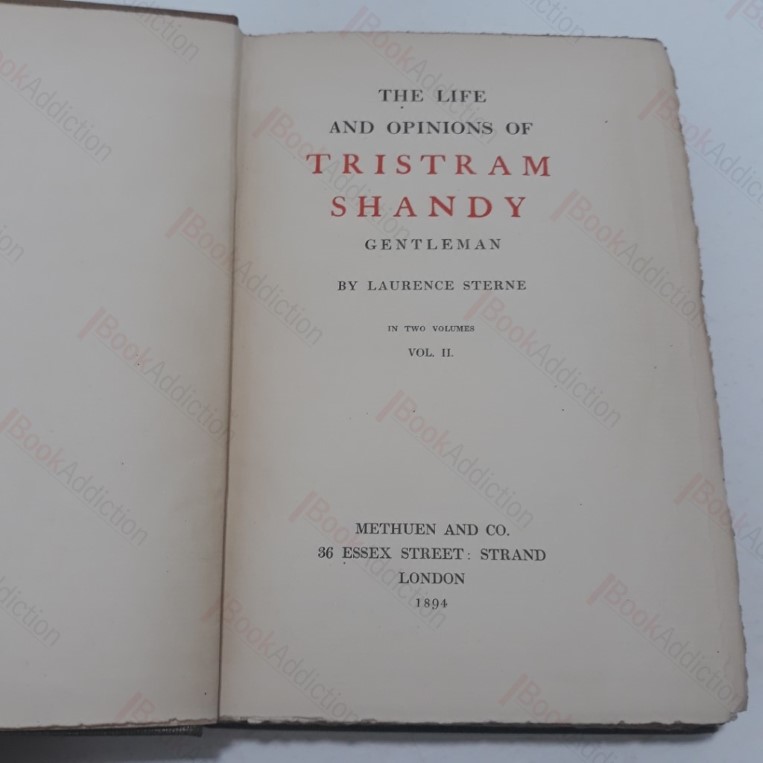 THE LIFE
AND OPINIONS OF
TRISTRAM
SHANDY
GENTLEMAN
BY LAURENCE STERNE
IN TWO VOLUMES
VOL. II.
METHUEN AND CO.
36 ESSEX STREET: STRAND
LONDON
1894
BookAddiction